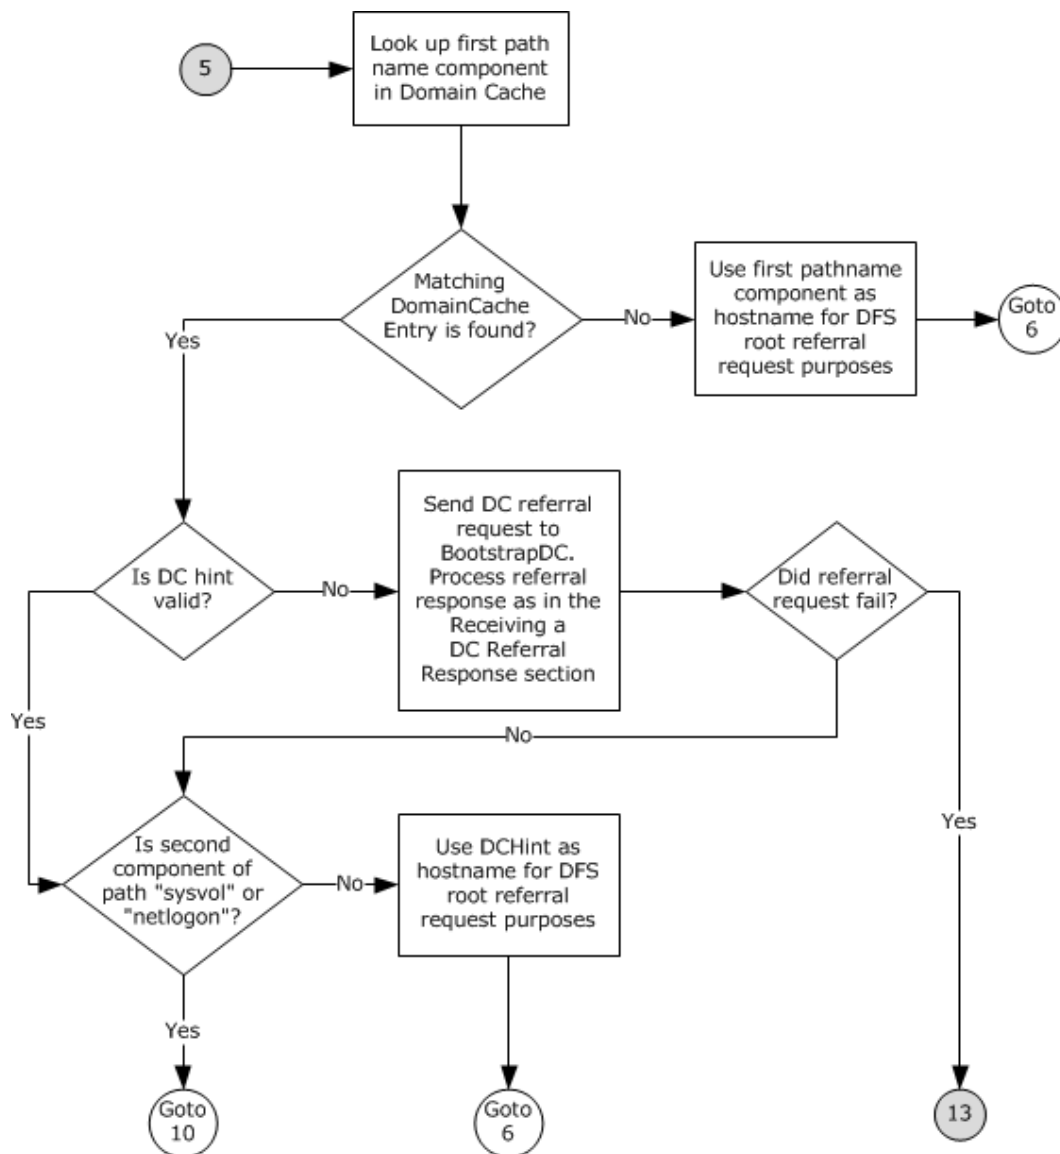 5
Look up first path
name component
in Domain Cache
Matching
DomainCache
Entry is found?
Yes
No
Use first pathname
component as
hostname for DFS
root referral
request purposes
Goto
6
Is DC hint
valid?
No
Yes
Send DC referral
request to
BootstrapDC.
Process referral
response as in the
Receiving a
DC Referral
Response section
Did referral
request fail?
No
Yes
Is second
component of
path "sysvol" or
"netlogon"?
No
Yes
Use DCHint as
hostname for DFS
root referral
request purposes
Goto
10
Goto
6
13